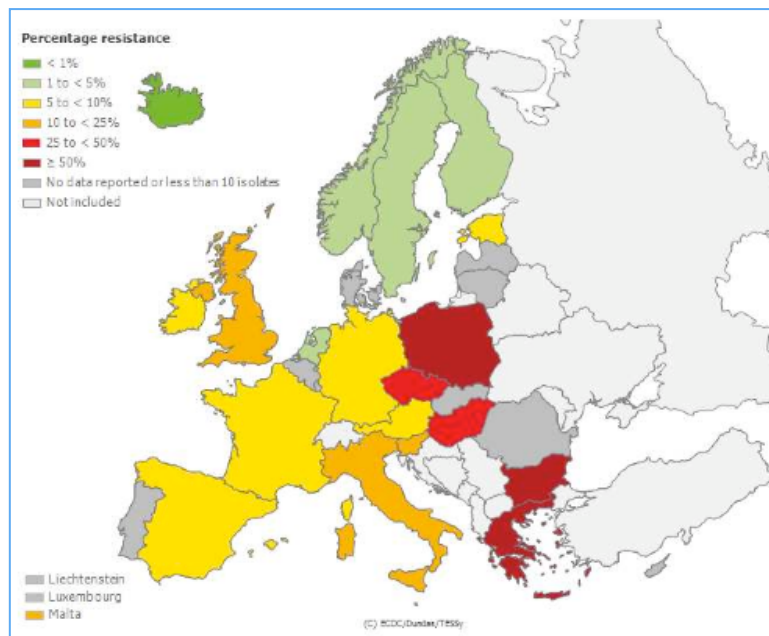 Percentage resistance
< 1%
1 to < 5%
5 to < 10%
10 to < 25%
25 to < 50%
≥ 50%
No data reported or less than 10 isolates
Not included
Liechtenstein
Luxembourg
Malta
(C) ECDC/Dundas/TESSy